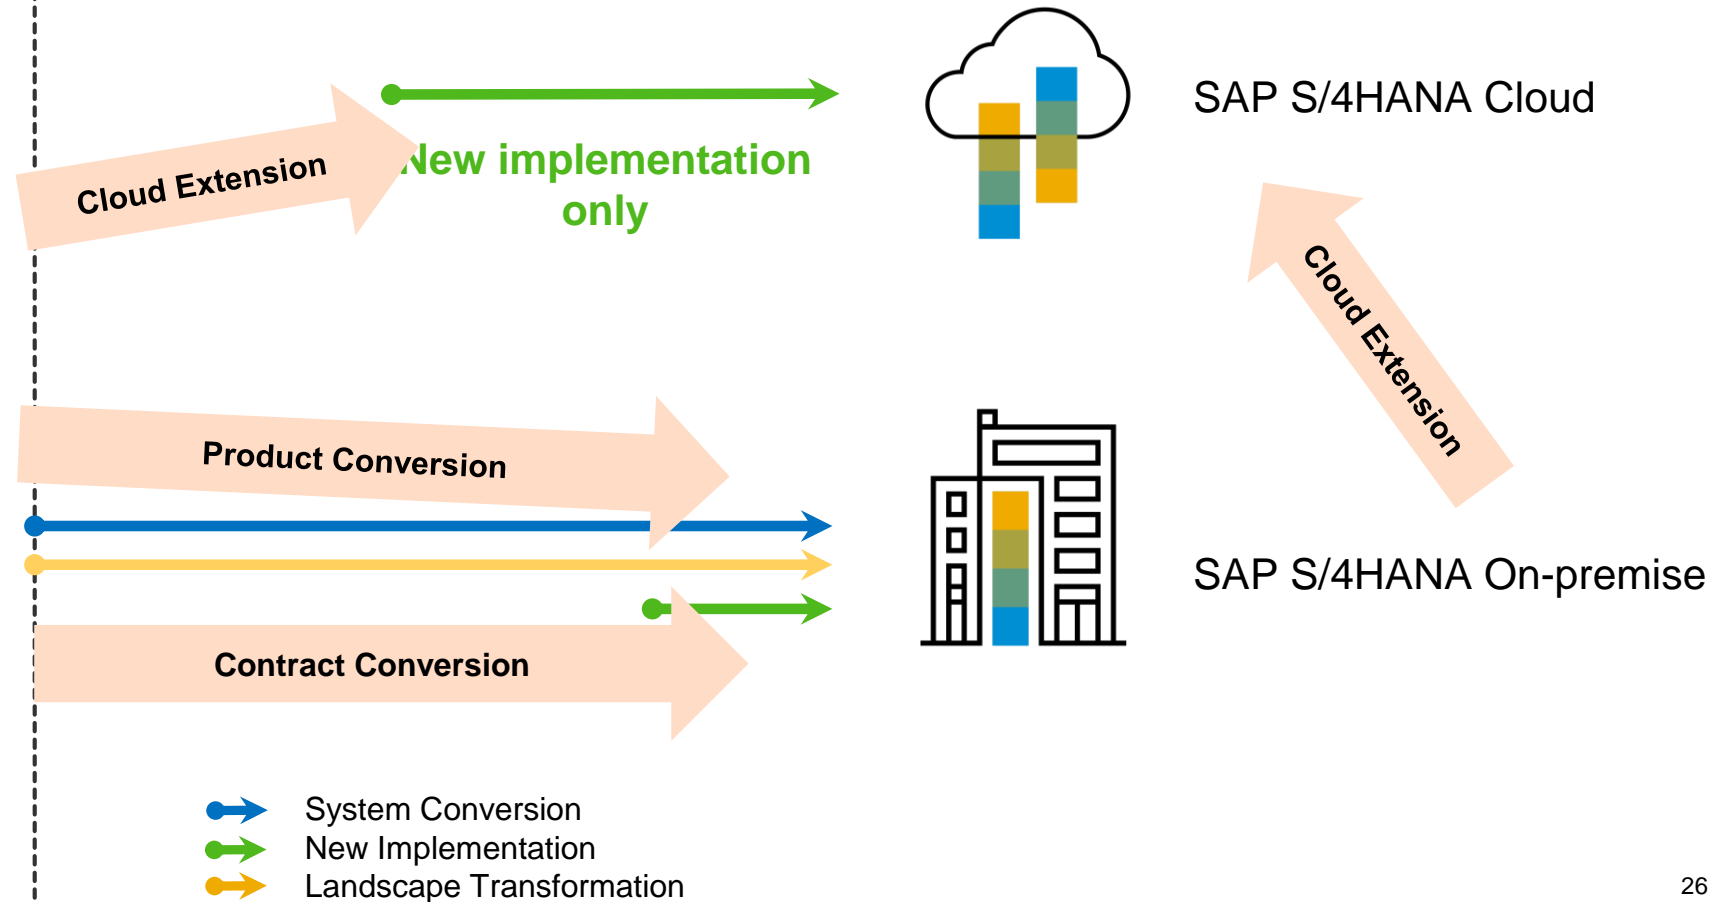 SAP S/4HANA Cloud
Cloud Extension
New implementation
only
Cloud Extension
Product Conversion
SAP S/4HANA On-premise
Contract Conversion
System Conversion
New Implementation
Landscape Transformation
26